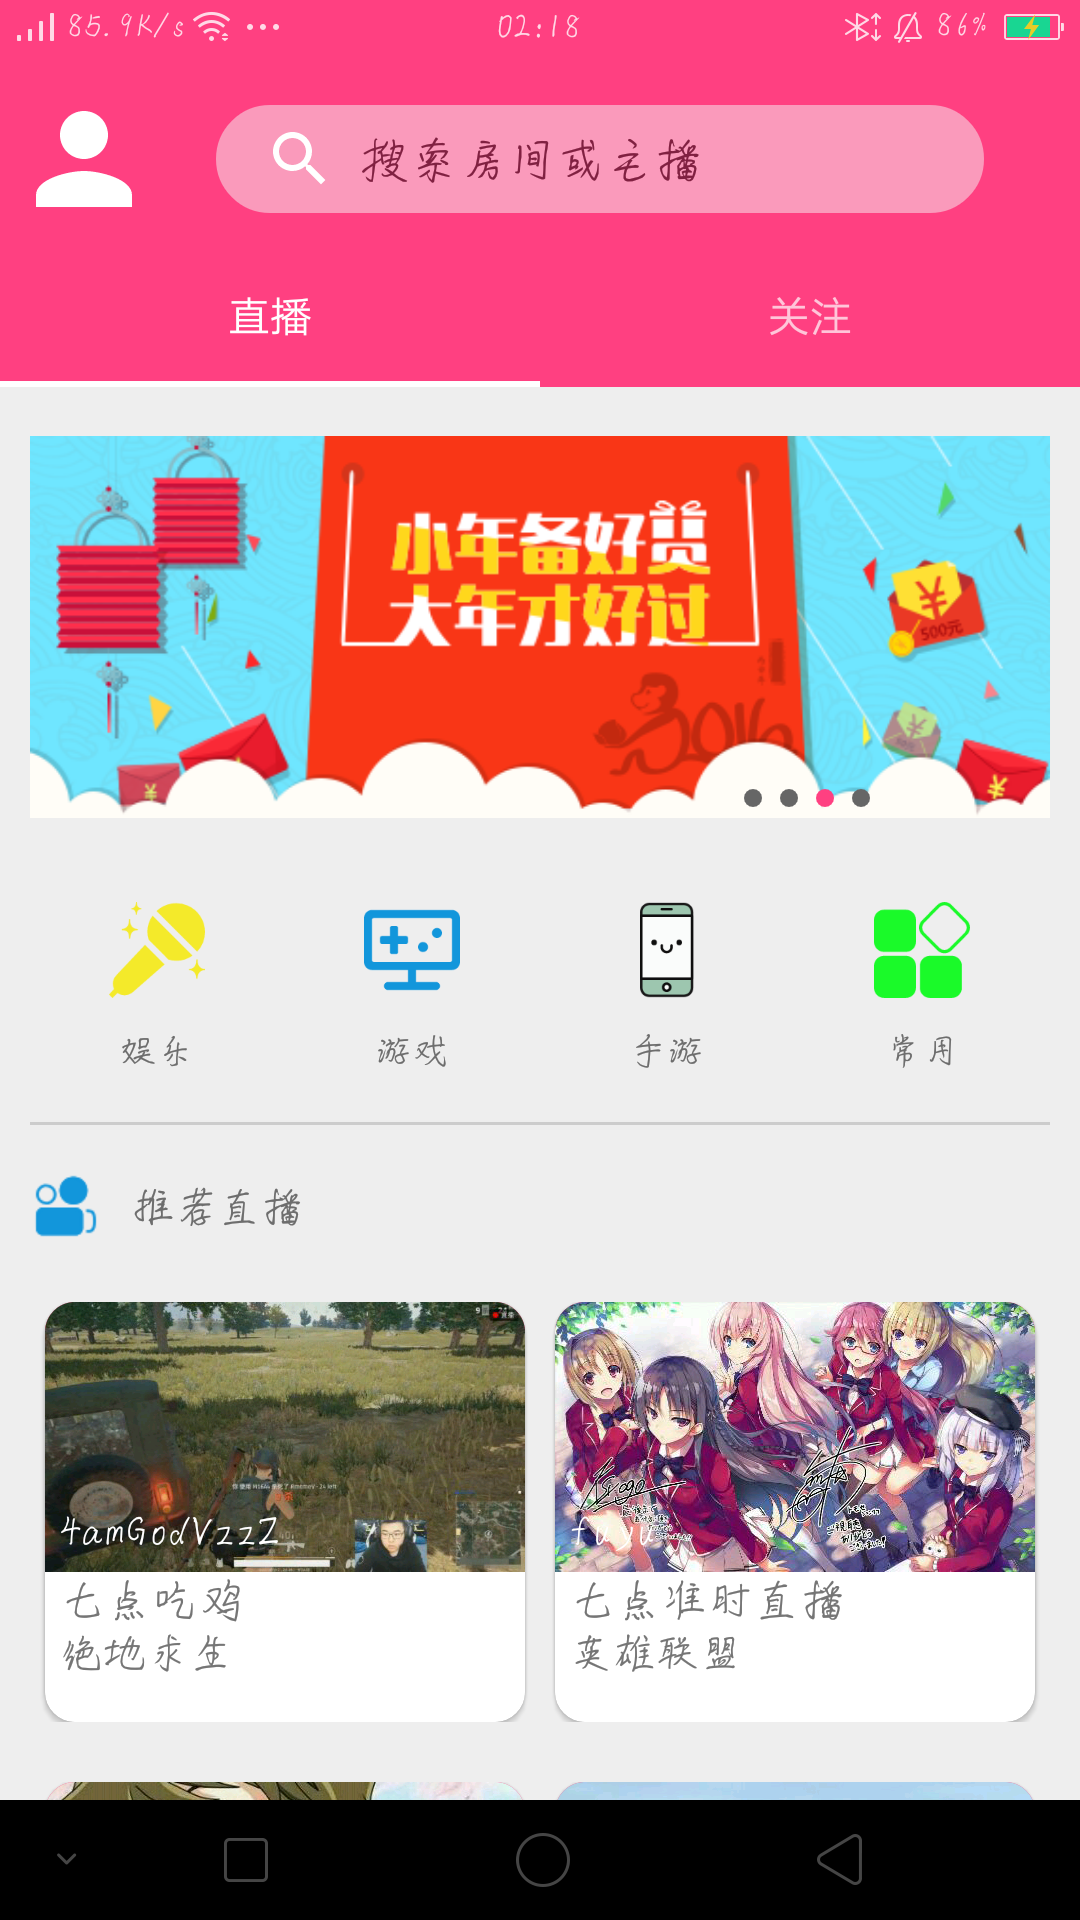 85.9K/s
02:18
86%
搜索房间或主播
直播
关注
小年备好货
大年才好过
500元
2016
娱乐
游戏
手游
常用
推荐直播
4amGodVzzZ
fuyu
七点吃鸡
绝地求生
七点准时直播
英雄联盟